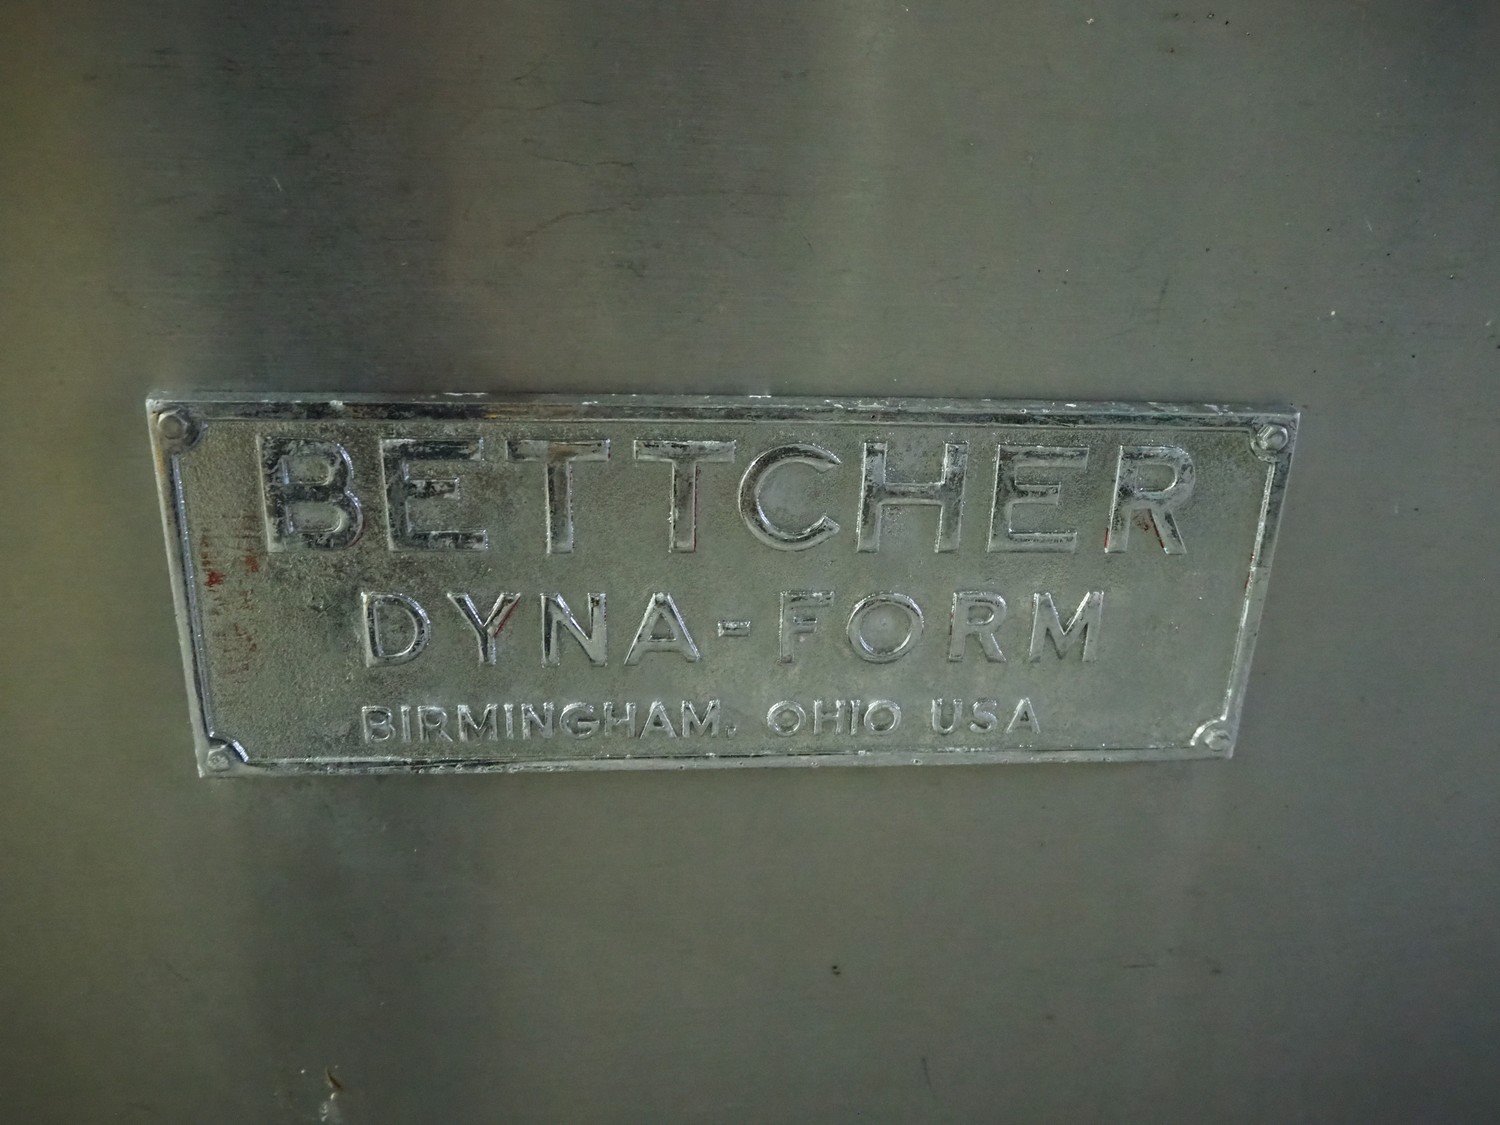 BETTCHER
DYNA-FORM
BIRMINGHAM, OHIO USA